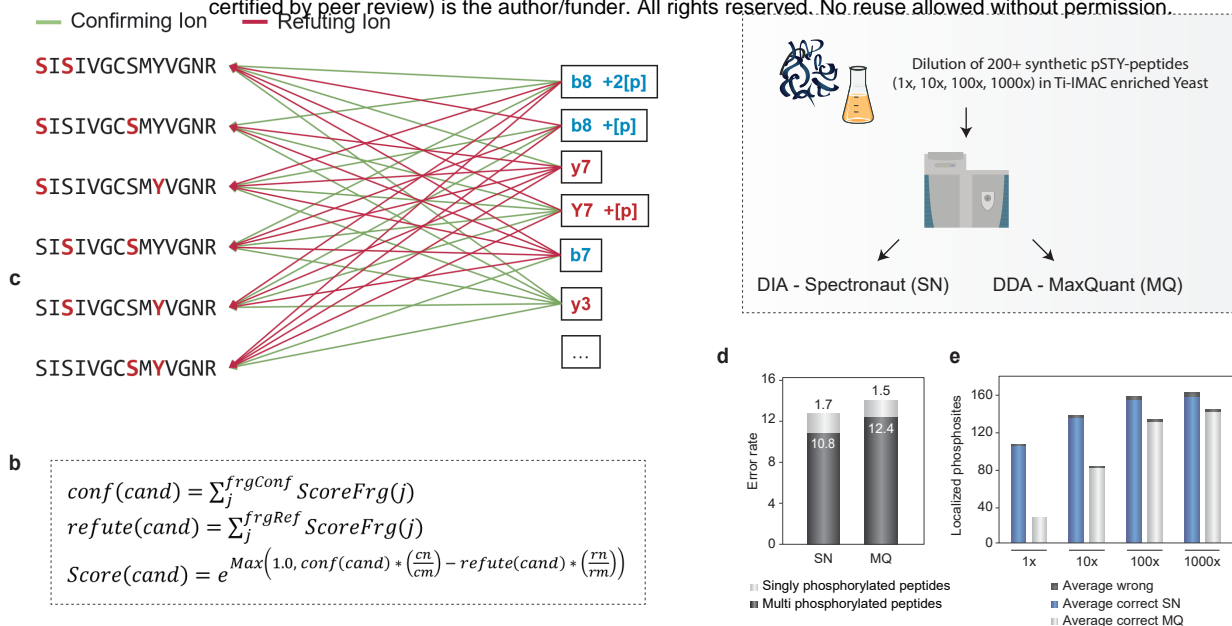 certified by peer review) is the author/funder. All rights reserved. No reuse allowed without permission.
Confirming Ion
Refuting Ion
SISIVGCSMYVGNR
SISIVGCSMYVGNR
SISIVGCSMYVGNR
SISIVGCSMYVGNR
SISIVGCSMYVGNR
SISIVGCSMYVGNR
b8 +2[p]
b8 +[p]
y7
Y7 +[p]
b7
y3
...
Dilution of 200+ synthetic pSTY-peptides
(1x, 10x, 100x, 1000x) in Ti-IMAC enriched Yeast
DIA - Spectronaut (SN)
DDA - MaxQuant (MQ)
c
b
conf(cand) = ∑_j^frgConf ScoreFrg(j)
refute(cand) = ∑_j^frgRef ScoreFrg(j)
Score(cand) = e^Max(1.0, conf(cand) * (cn/cm) − refute(cand) * (rn/rm))
d
Error rate
16
12
8
4
0
1.7
10.8
1.5
12.4
SN
MQ
Singly phosphorylated peptides
Multi phosphorylated peptides
e
Localized phosphosites
160
120
80
40
0
1x
10x
100x
1000x
Average wrong
Average correct SN
Average correct MQ